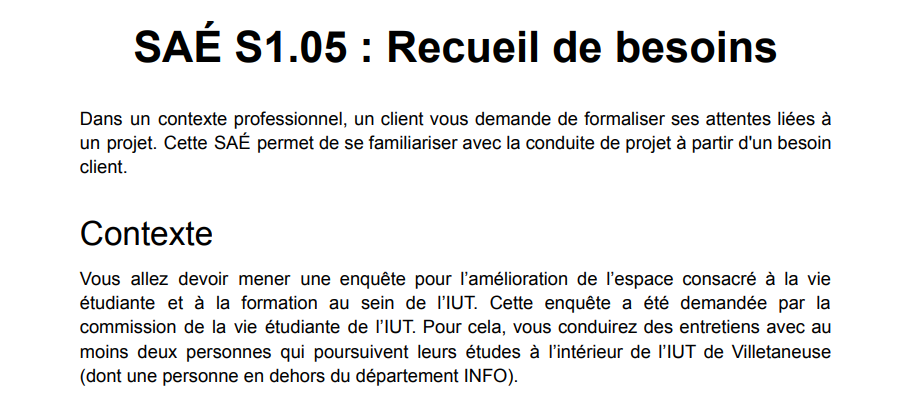 SAÉ S1.05 : Recueil de besoins
Dans un contexte professionnel, un client vous demande de formaliser ses attentes liées à
un projet. Cette SAÉ permet de se familiariser avec la conduite de projet à partir d'un besoin
client.
Contexte
Vous allez devoir mener une enquête pour l’amélioration de l’espace consacré à la vie
étudiante et à la formation au sein de l’IUT. Cette enquête a été demandée par la
commission de la vie étudiante de l’IUT. Pour cela, vous conduirez des entretiens avec au
moins deux personnes qui poursuivent leurs études à l’intérieur de l’IUT de Villetaneuse
(dont une personne en dehors du département INFO).